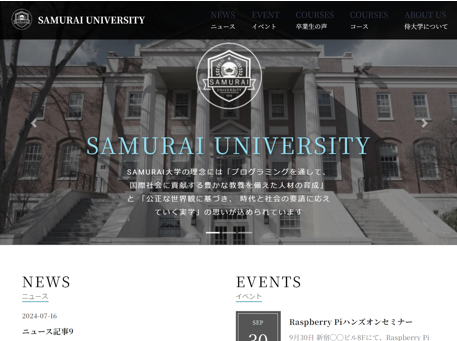 SAMURAI UNIVERSITY
NEWS EVENT COURSES COURSES ABOUT US
ニュース イベント 卒業生の声 コース 侍大学について
SAMURAI
UNIVERSITY
SAMURAI UNIVERSITY
SAMURAI大学の理念には「プログラミングを通して、
国際社会に貢献する豊かな教養を備えた人材の育成」
と 「公正な世界観に基づき、 時代と社会の要請に応え
ていく実学」の思いが込められています
NEWS
ニュース
2024-07-16
ニュース記事9
EVENTS
イベント
SEP
20
Raspberry Piハンズオンセミナー
9月30日 新宿◯◯ビル8Fにて、Raspberry Pi